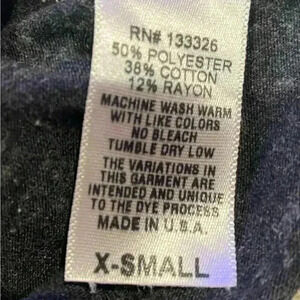 RN# 133326
50% POLYESTER
38% COTTON
12% RAYON
MACHINE WASH WARM
WITH LIKE COLORS
NO BLEACH
TUMBLE DRY LOW
THE VARIATIONS IN
THIS GARMENT ARE
INTENDED AND UNIQUE
TO THE DYE PROCESS
MADE IN U.S.A.
X-SMALL